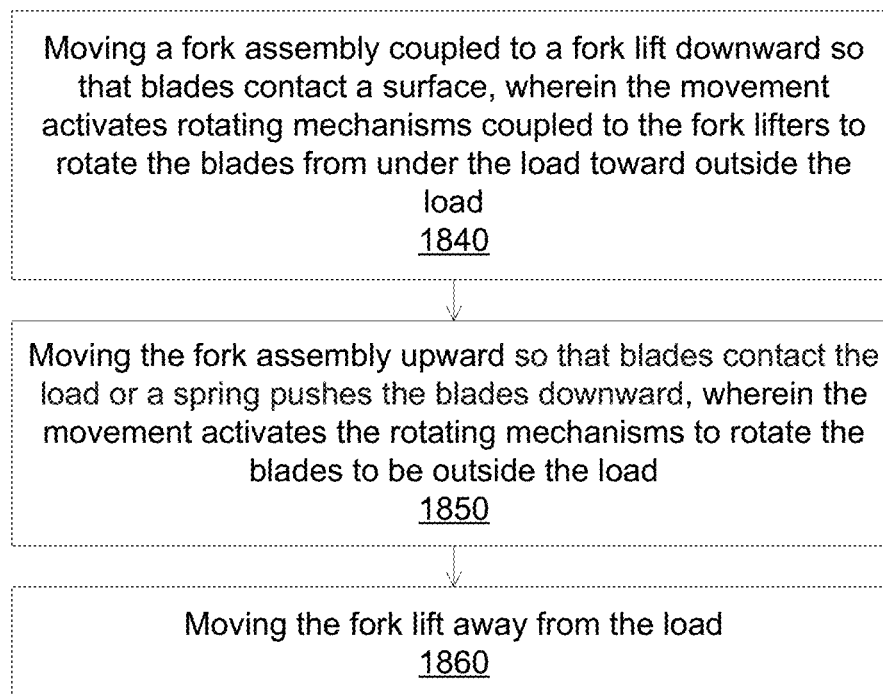 Moving a fork assembly coupled to a fork lift downward so
that blades contact a surface, wherein the movement
activates rotating mechanisms coupled to the fork lifters to
rotate the blades from under the load toward outside the
load
1840
Moving the fork assembly upward so that blades contact the
load or a spring pushes the blades downward, wherein the
movement activates the rotating mechanisms to rotate the
blades to be outside the load
1850
Moving the fork lift away from the load
1860